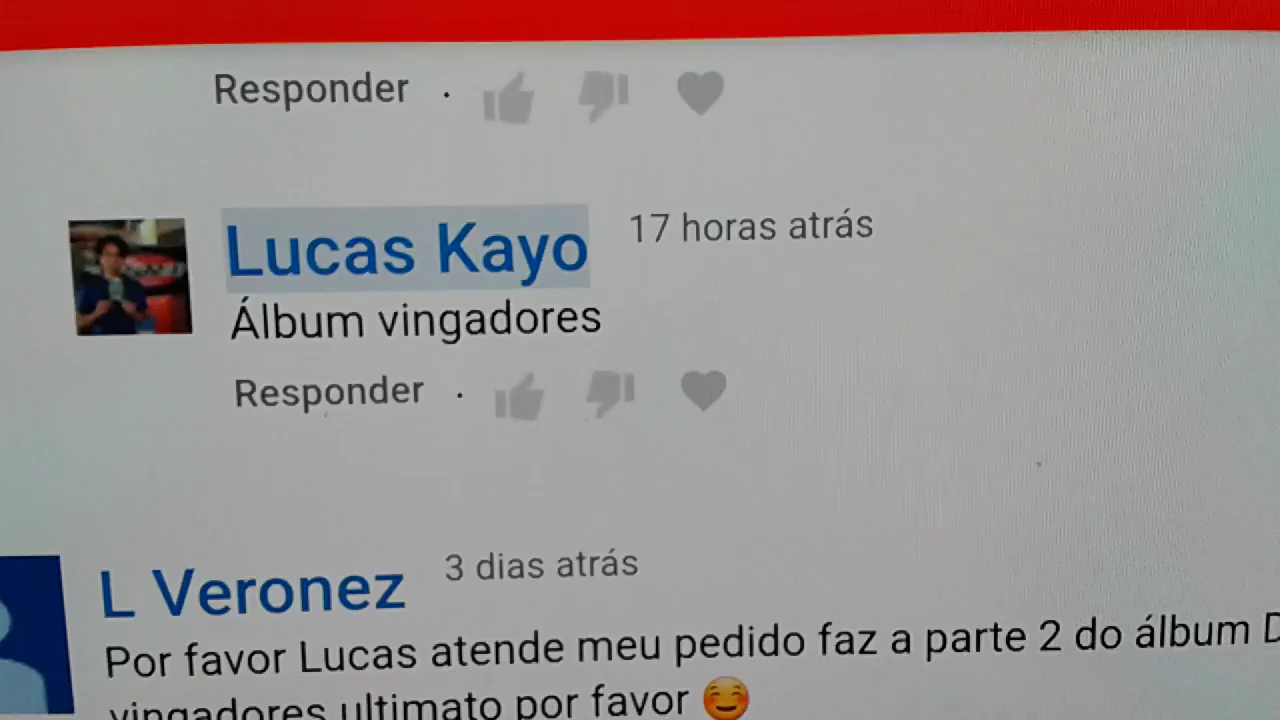 Responder ·
Lucas Kayo 17 horas atrás
Álbum vingadores
Responder ·
L Veronez 3 dias atrás
Por favor Lucas atende meu pedido faz a parte 2 do álbum D
vingadores ultimato por favor 😊